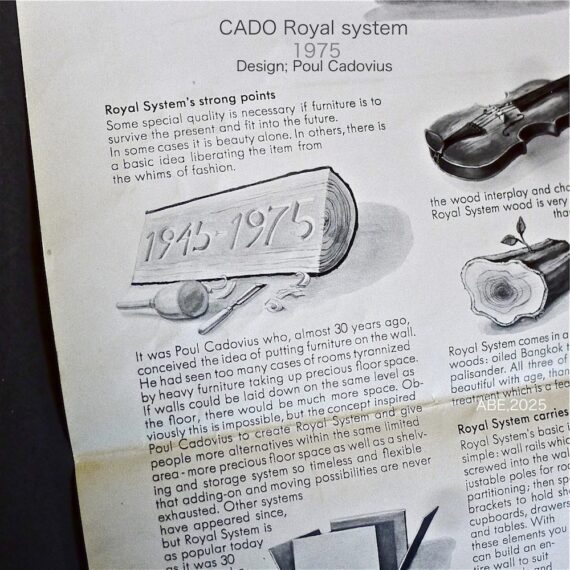 CADO Royal system
1975
Design; Poul Cadovius
Royal System's strong points
Some special quality is necessary if furniture is to
survive the present and fit into the future.
In some cases it is beauty alone. In others, there is
a basic idea liberating the item from
the whims of fashion.
1945-1975
It was Poul Cadovius who, almost 30 years ago,
conceived the idea of putting furniture on the wall.
He had seen too many cases of rooms tyrannized
by heavy furniture taking up precious floor space.
If walls could be laid down on the same level as
the floor, there would be much more space. Ob-
viously this is impossible, but the concept inspired
Poul Cadovius to create Royal System and give
people more alternatives within the same limited
area - more precious floor space as well as a shelv-
ing and storage system so timeless and flexible
that adding-on and moving possibilities are never
exhausted. Other systems
have appeared since,
but Royal System is
as popular today
as it was 30
the wood interplay and
Royal System wood is very
Royal System comes in a
woods: oiled Bangkok
palisander. All three of
beautiful with age,
treatment which is a
ABE.2025
Royal System carries
Royal System's basic
simple: wall rails which
screwed into the wall
justable poles for
partitioning; then
brackets to hold
cupboards, drawers
and tables. With
these elements you
can build an en-
tire wall to suit